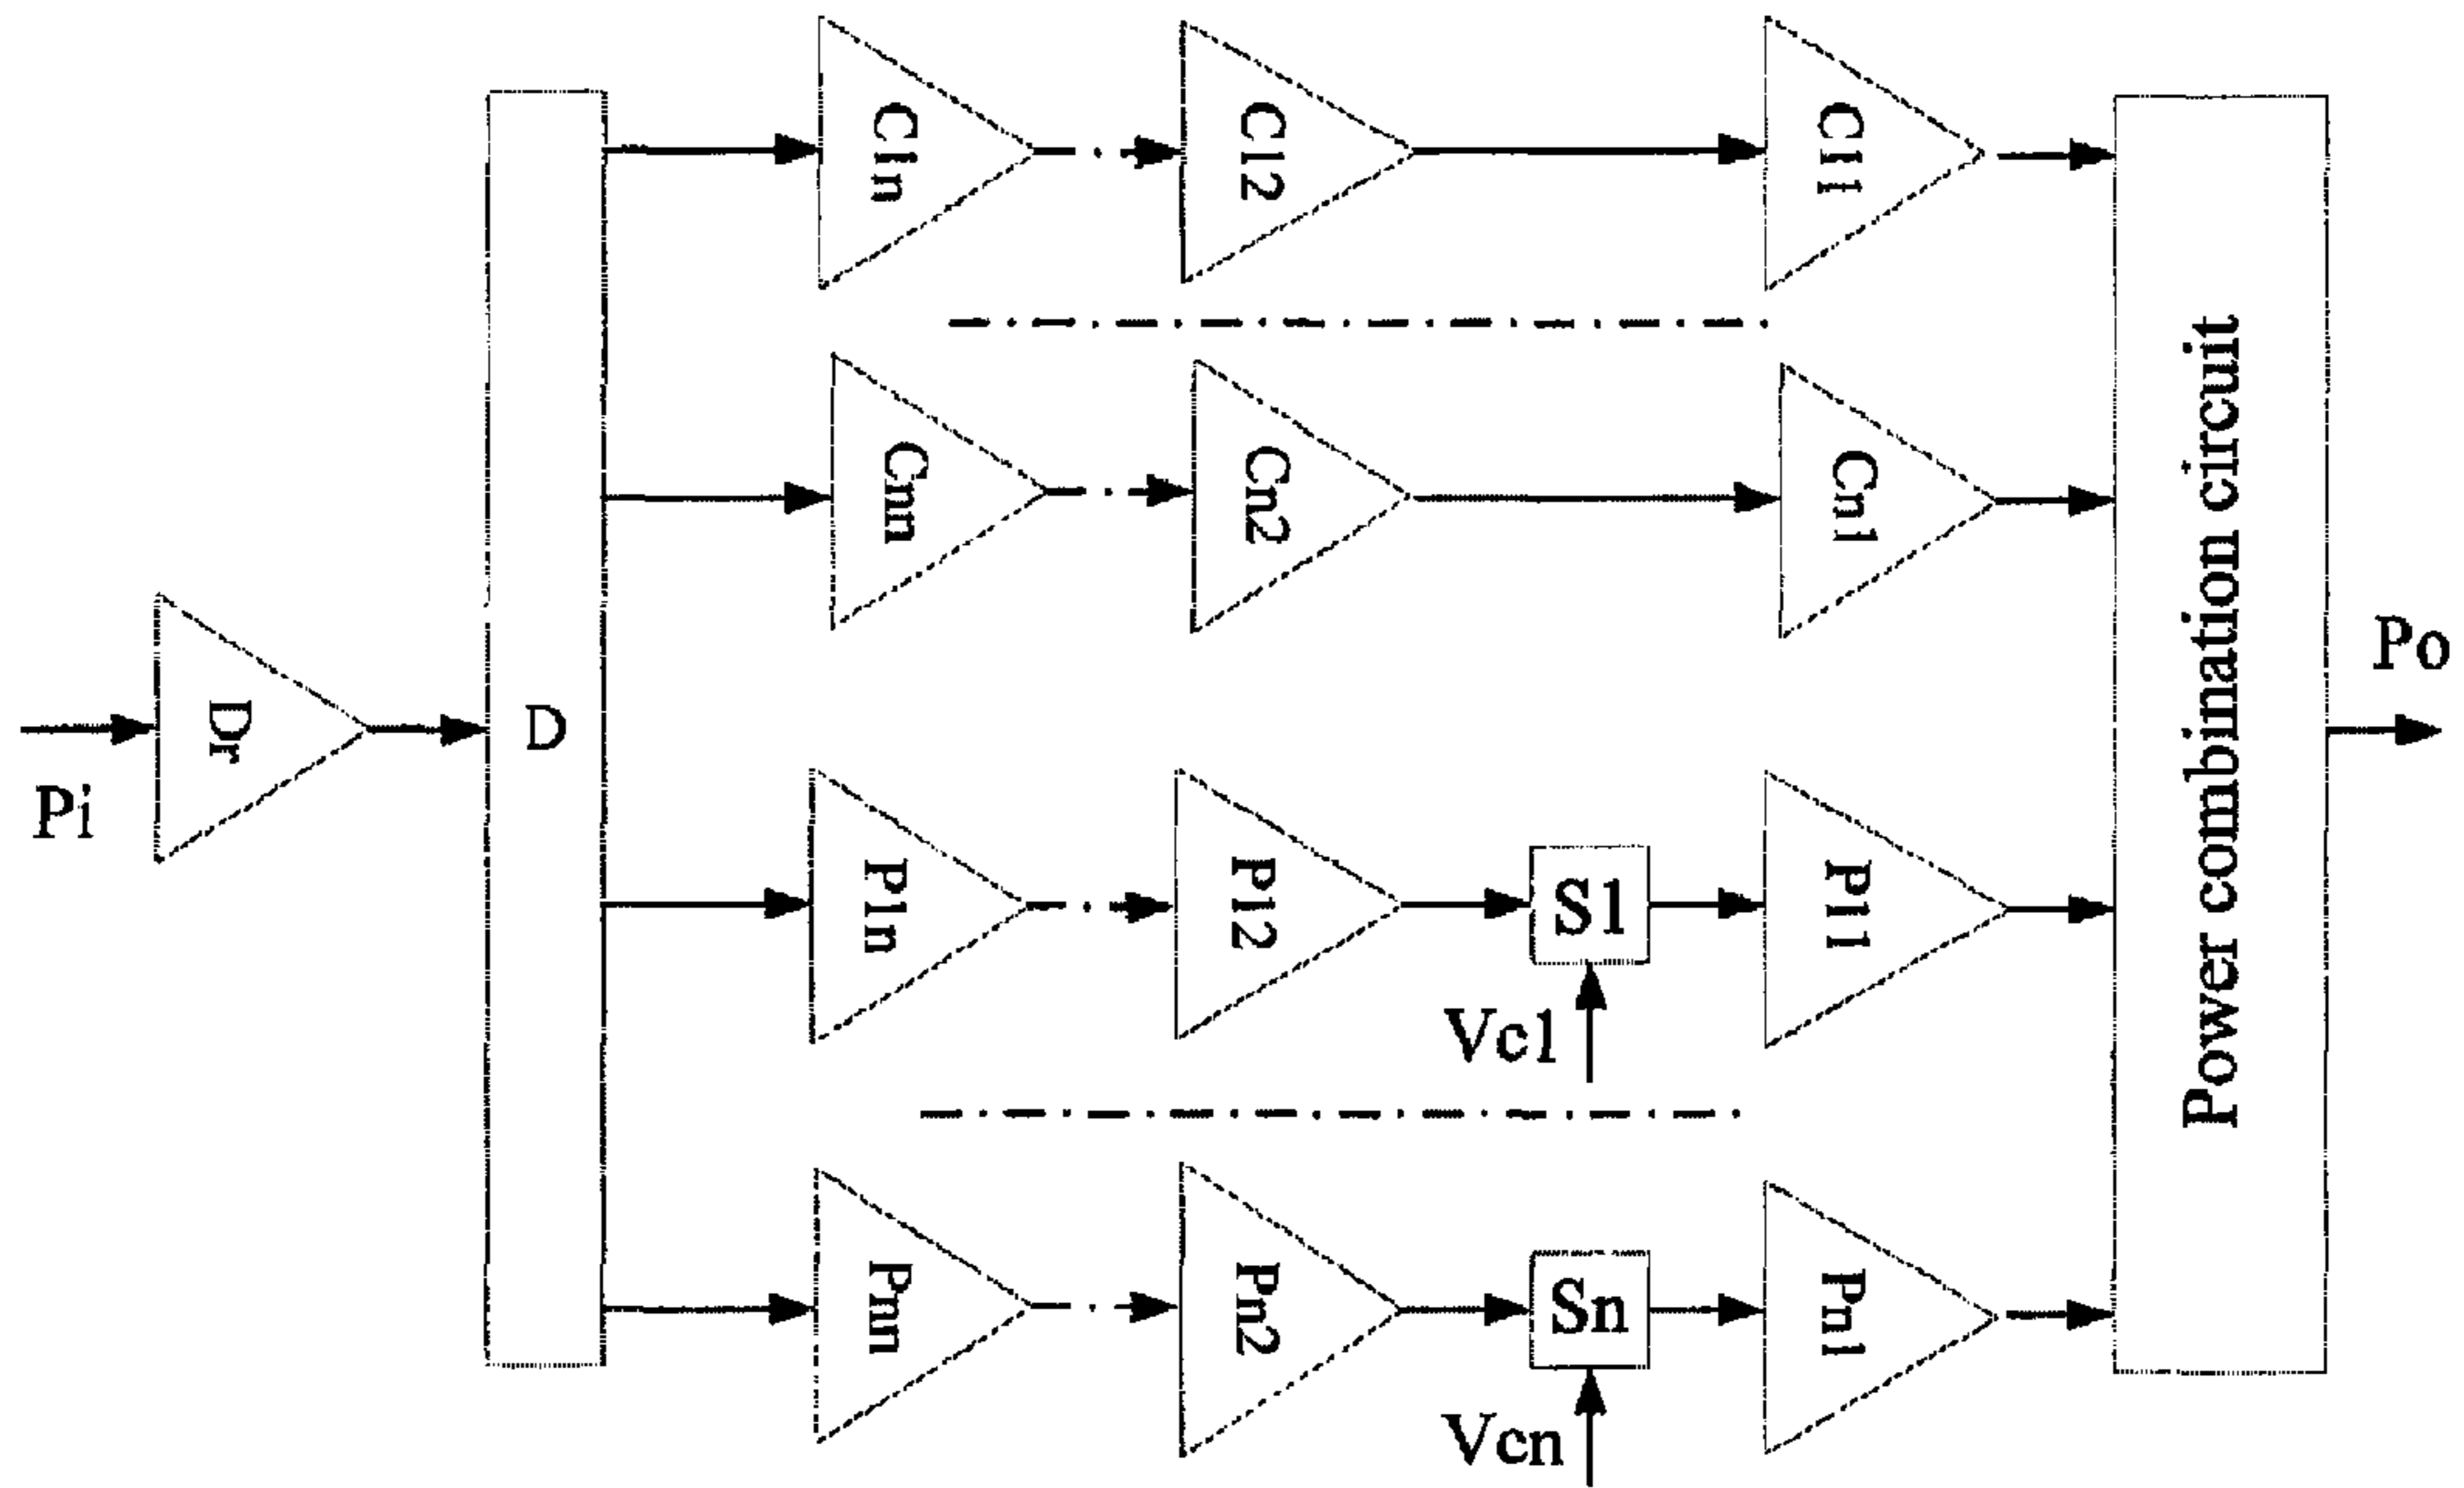 C1n
C12
C11
Cnn
Cn2
Cn1
Power combination circuit
Po
Dr
D
Pi
P1n
P12
S1
P11
Vc1
Pnn
Pn2
Sn
Pn1
Vcn